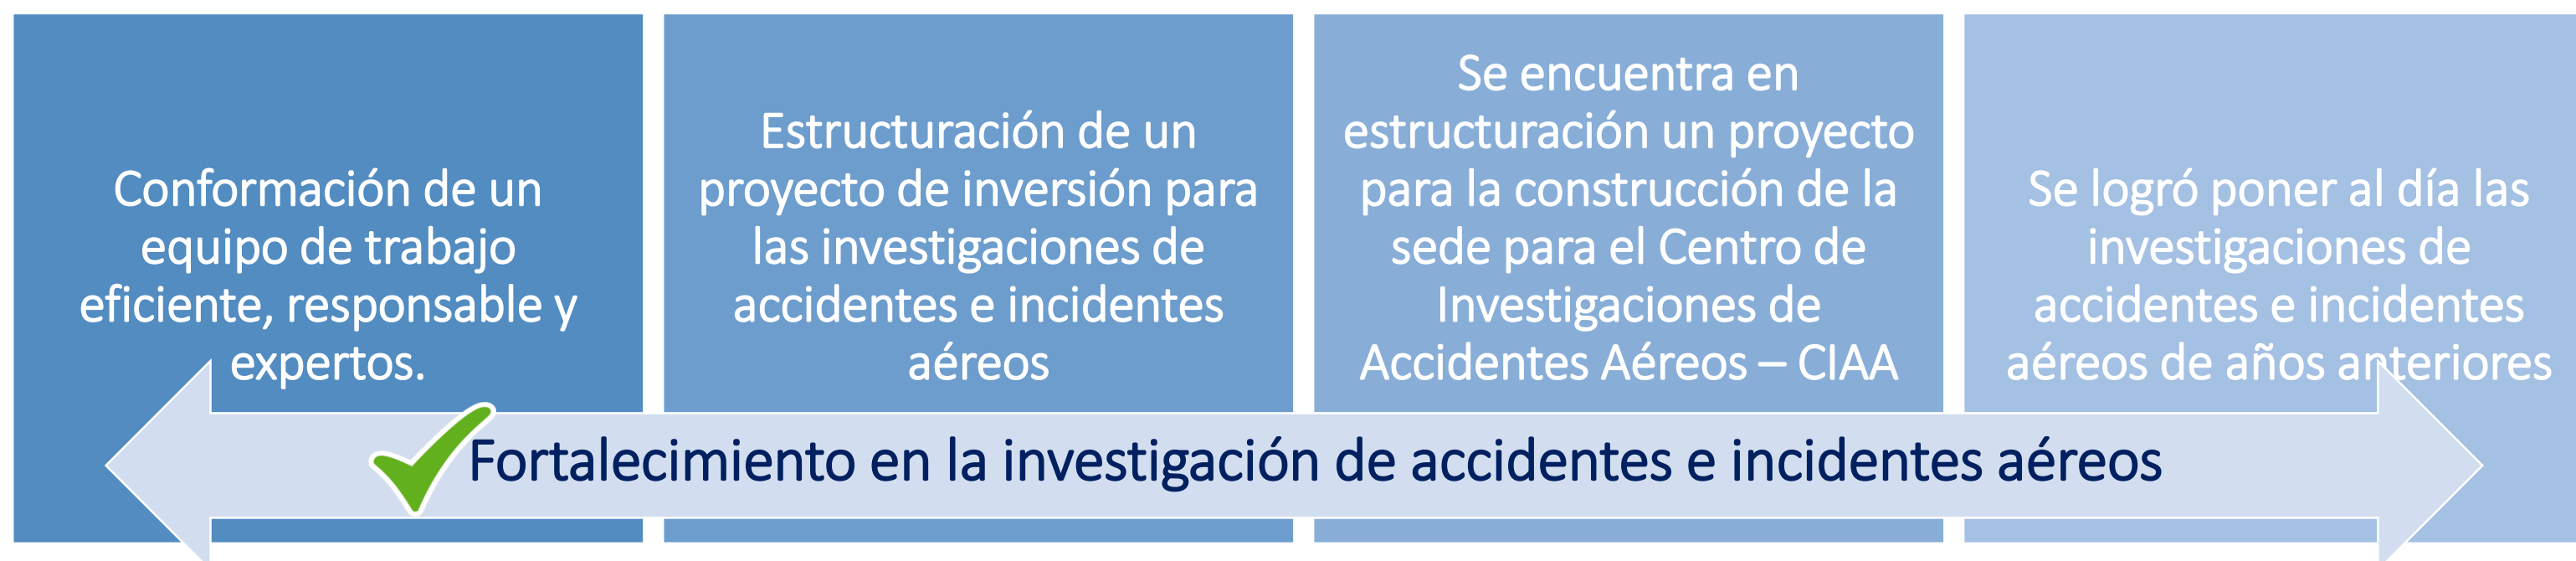 Conformación de un
equipo de trabajo
eficiente, responsable y
expertos.
Estructuración de un
proyecto de inversión para
las investigaciones de
accidentes e incidentes
aéreos
Se encuentra en
estructuración un proyecto
para la construcción de la
sede para el Centro de
Investigaciones de
Accidentes Aéreos – CIAA
Se logró poner al día las
investigaciones de
accidentes e incidentes
aéreos de años anteriores
Fortalecimiento en la investigación de accidentes e incidentes aéreos